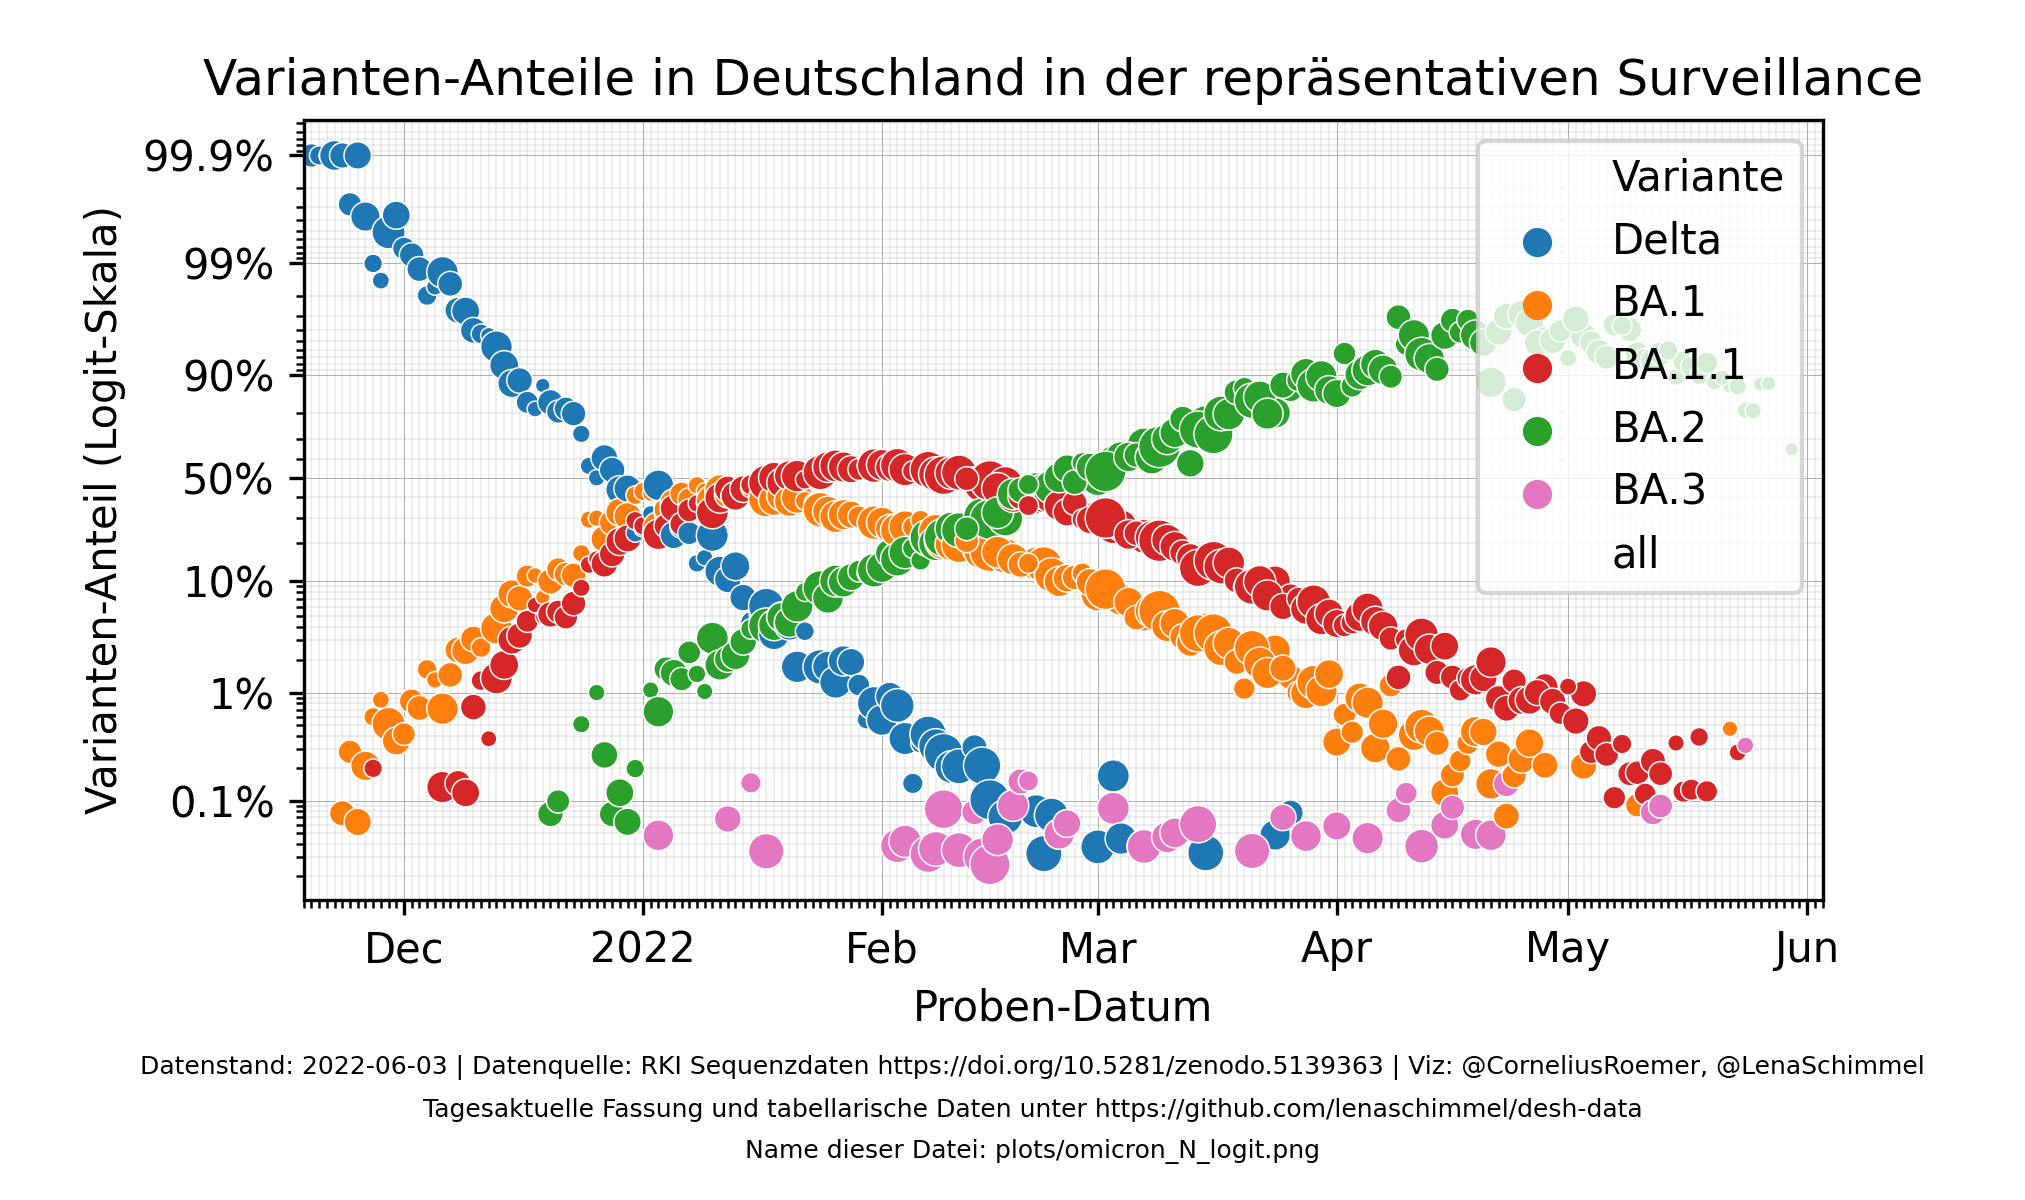 Varianten-Anteile in Deutschland in der repräsentativen Surveillance
Varianten-Anteil (Logit-Skala)
99.9%
99%
90%
50%
10%
1%
0.1%
Variante
Delta
BA.1
BA.1.1
BA.2
BA.3
all
Dec 2022 Feb Mar Apr May Jun
Proben-Datum
Datenstand: 2022-06-03 | Datenquelle: RKI Sequenzdaten https://doi.org/10.5281/zenodo.5139363 | Viz: @CorneliusRoemer, @LenaSchimmel
Tagesaktuelle Fassung und tabellarische Daten unter https://github.com/lenaschimmel/desh-data
Name dieser Datei: plots/omicron_N_logit.png